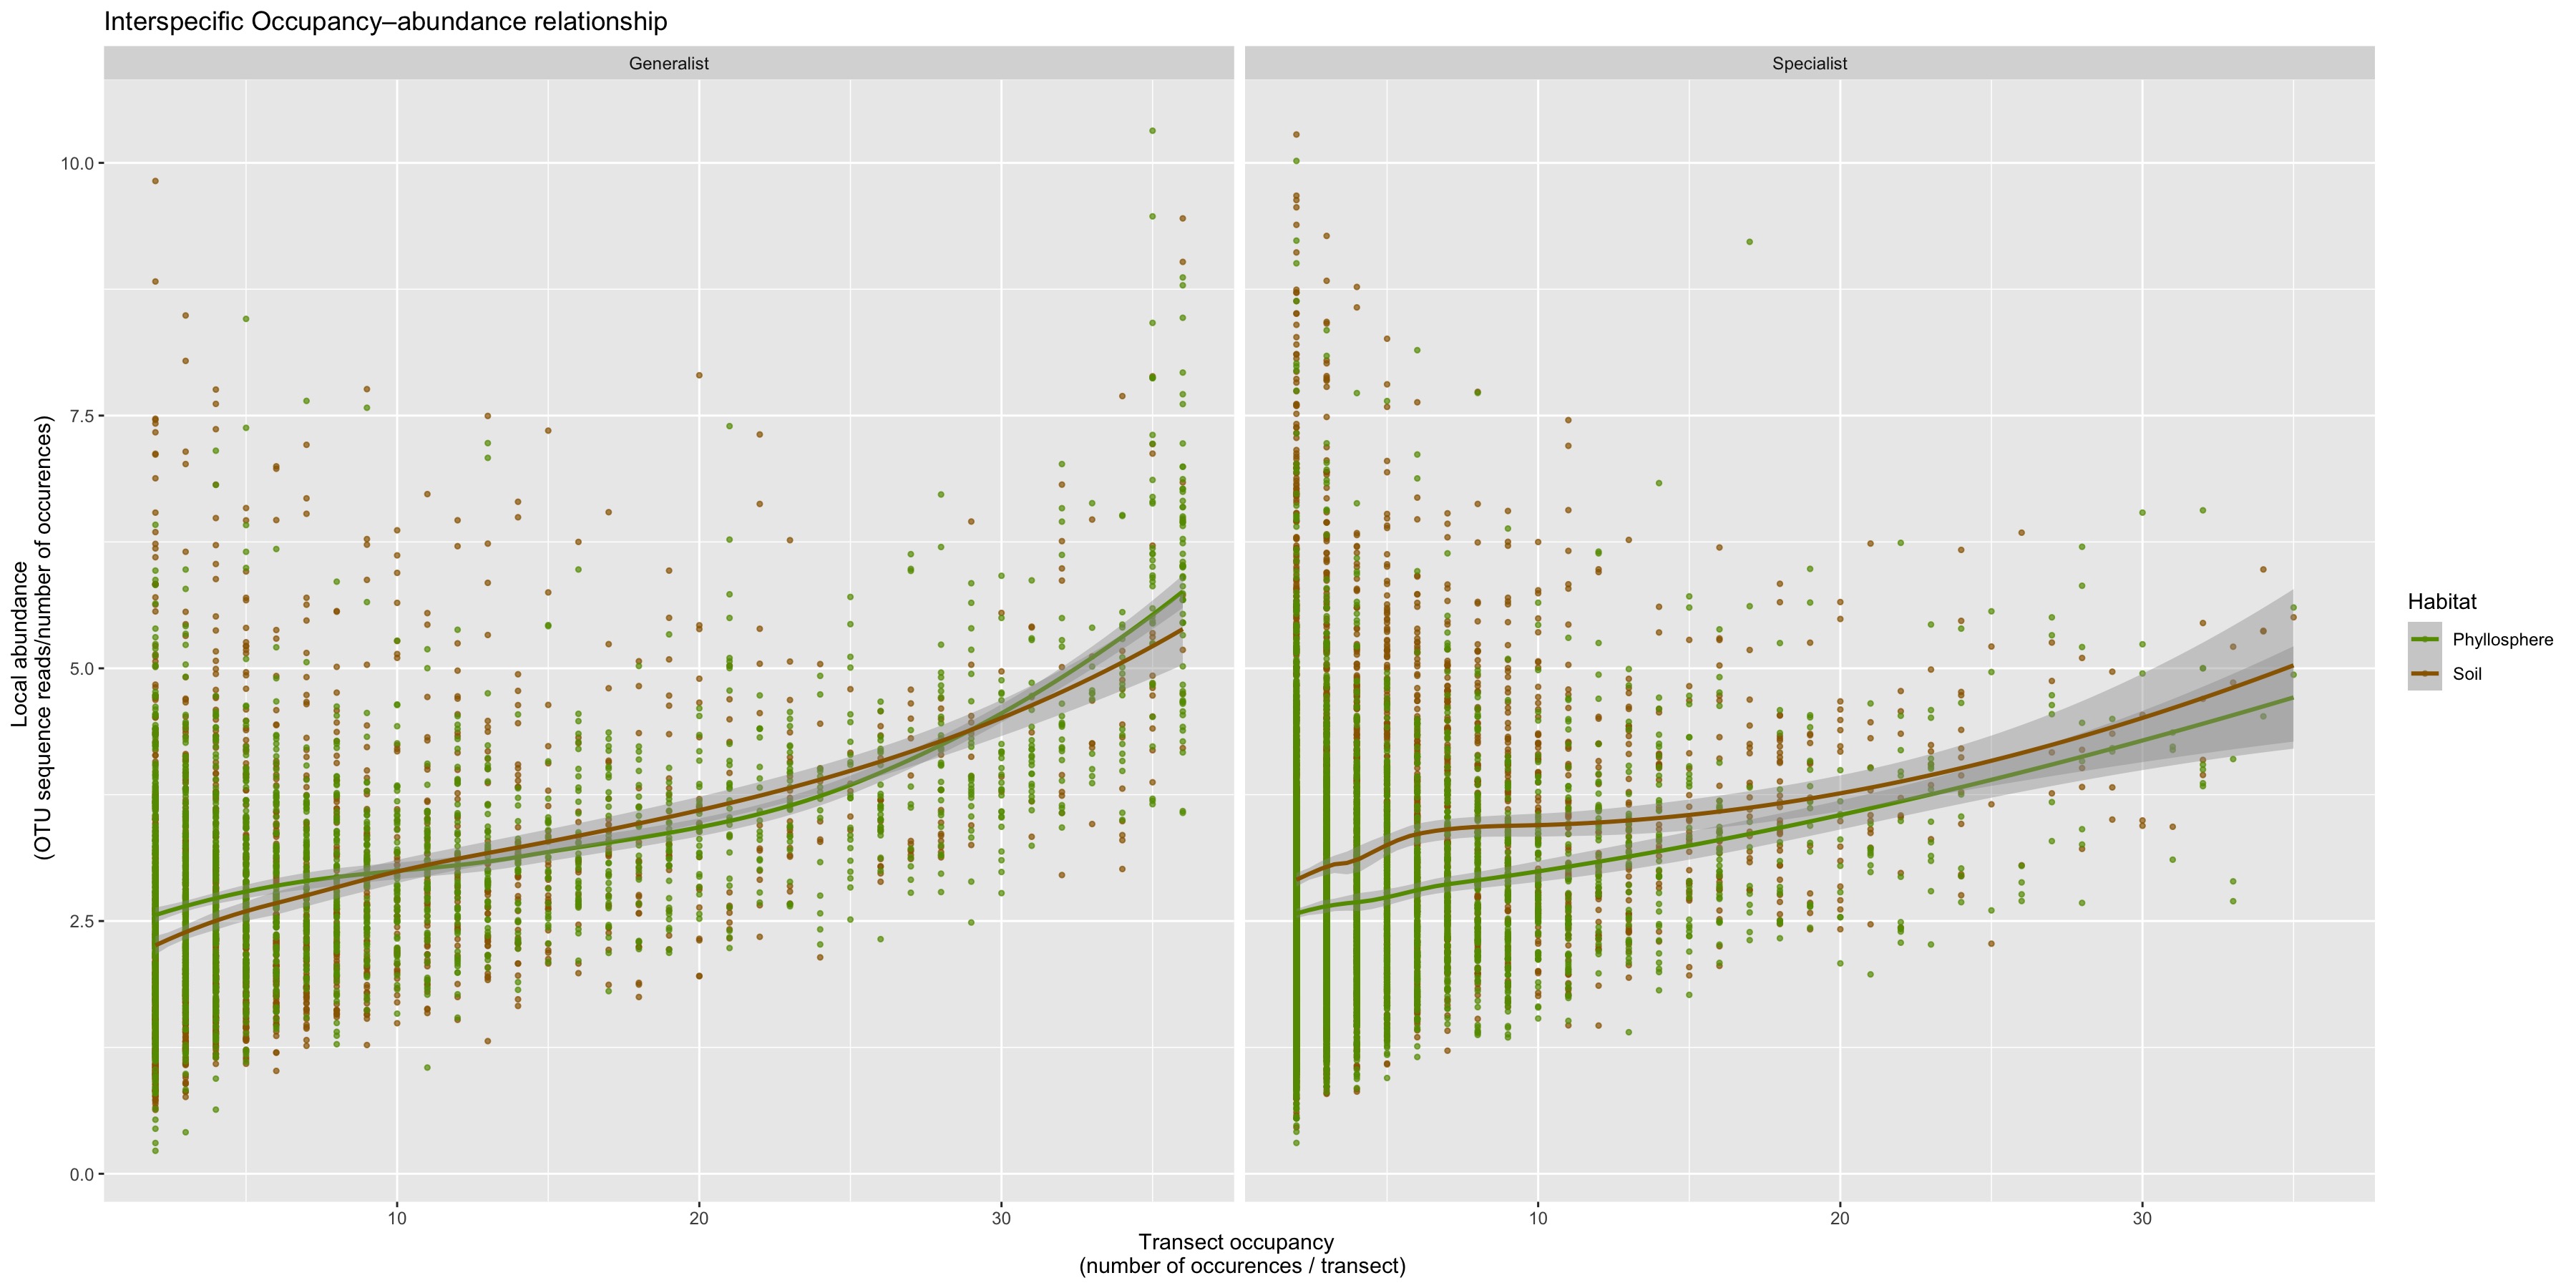 Interspecific Occupancy–abundance relationship
Generalist
Specialist
Local abundance
(OTU sequence reads/number of occurences)
10.0
7.5
5.0
2.5
0.0
10
20
30
10
20
30
Transect occupancy
(number of occurences / transect)
Habitat
Phyllosphere
Soil